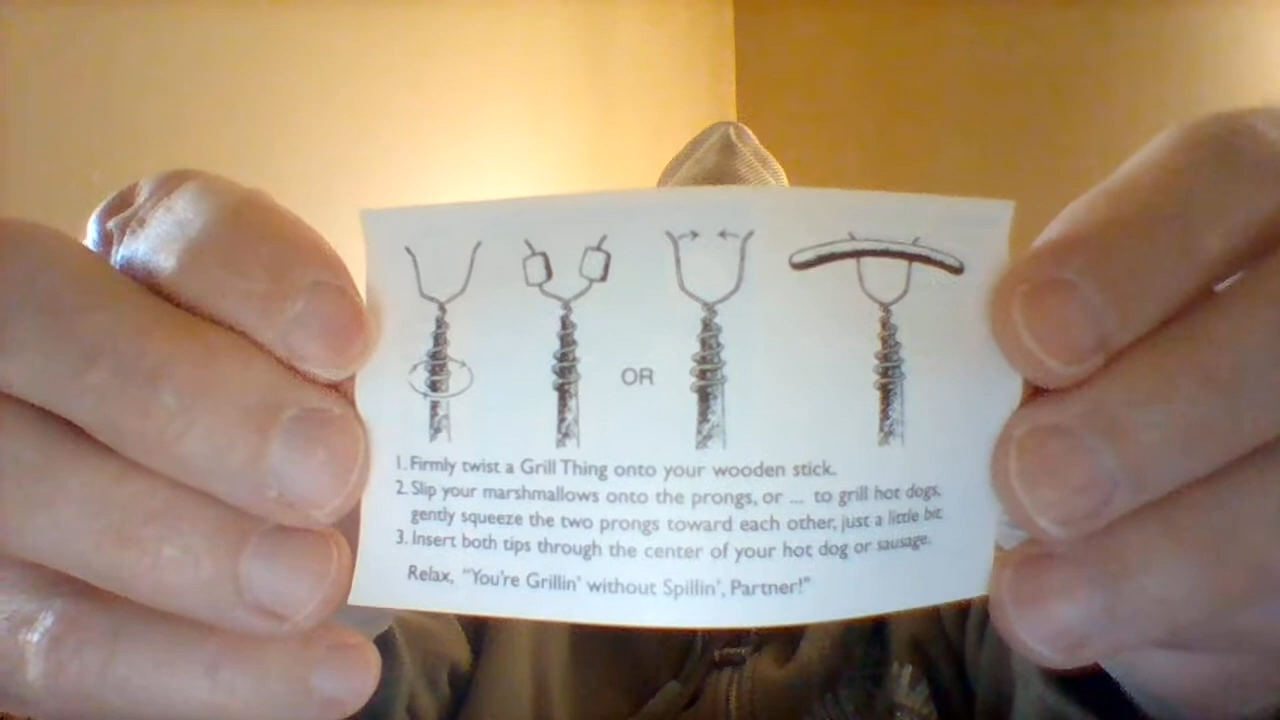 OR
1. Firmly twist a Grill Thing onto your wooden stick.
2. Slip your marshmallows onto the prongs, or ... to grill hot dogs,
gently squeeze the two prongs toward each other, just a little bit.
3. Insert both tips through the center of your hot dog or sausage.
Relax, "You're Grillin' without Spillin', Partner!"